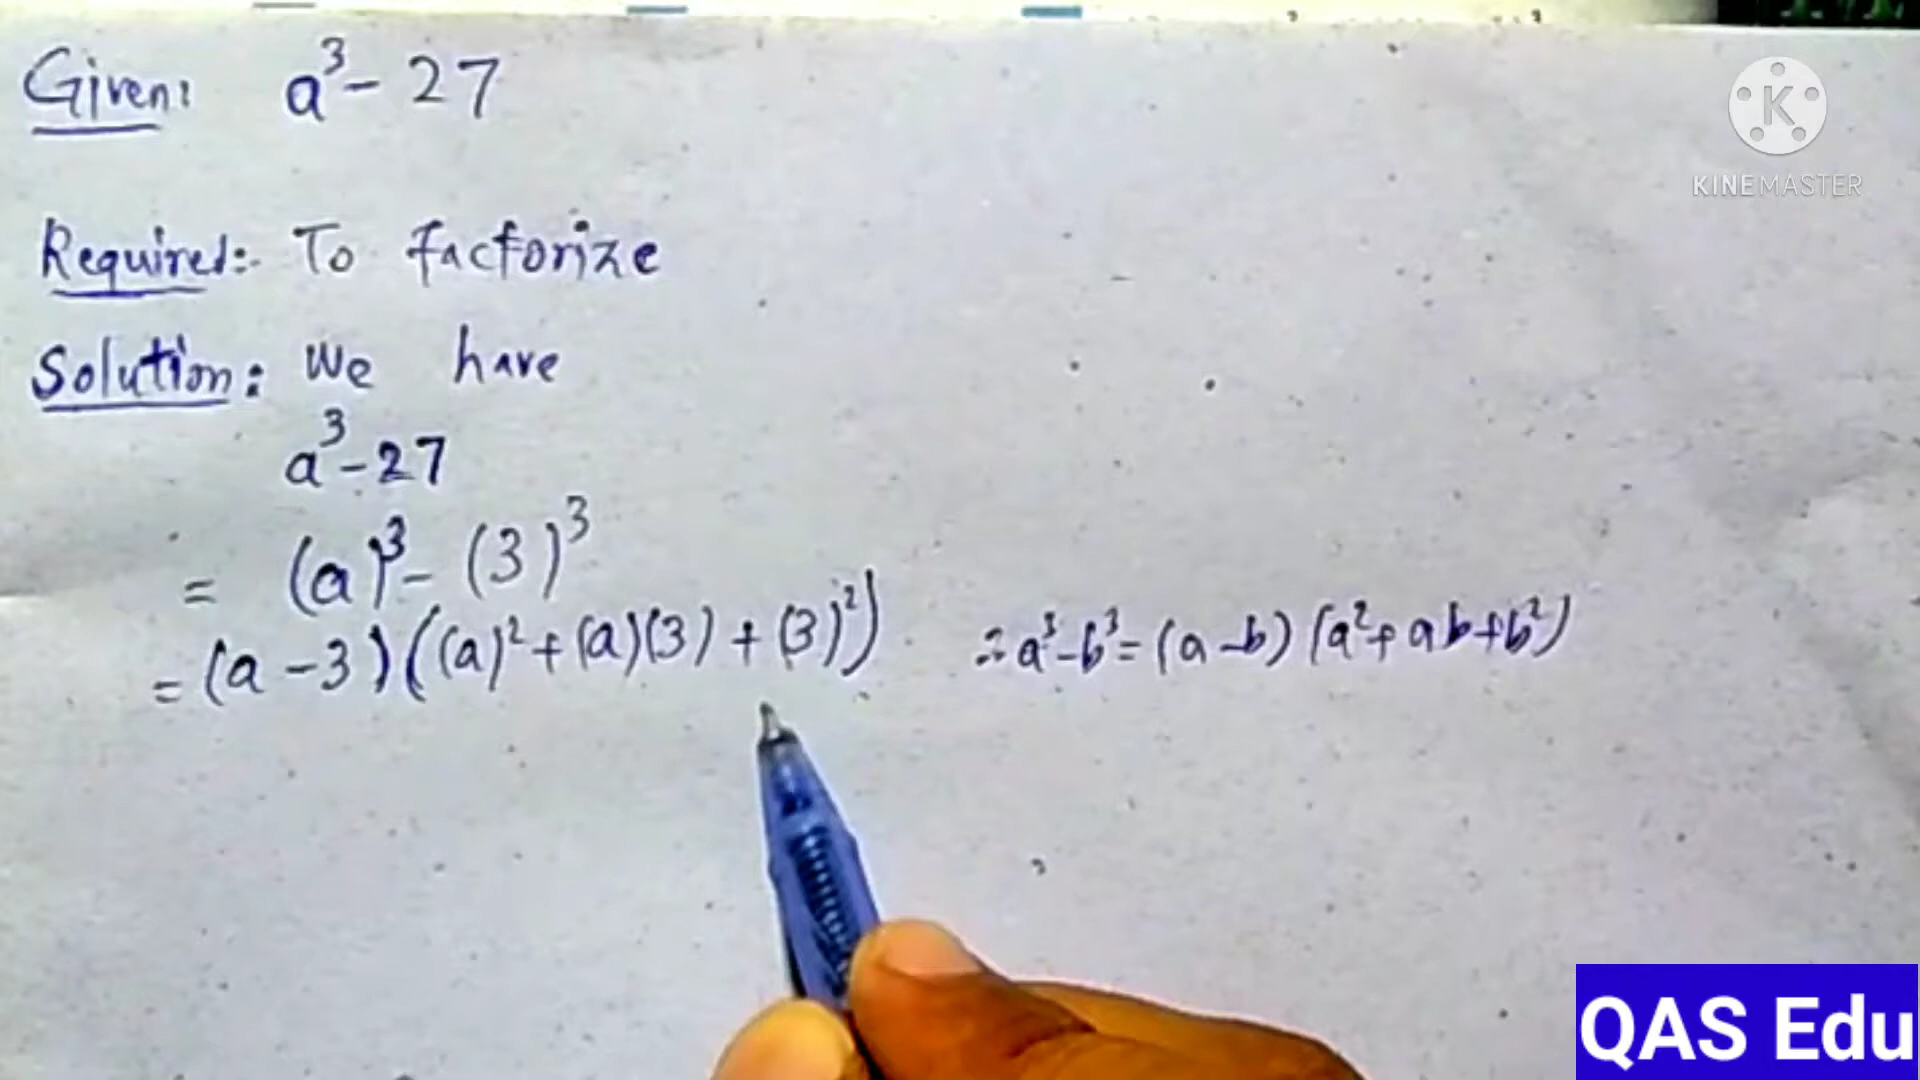 Given: a³ - 27
KINEMASTER
Required:- To factorize
Solution: We have
a³ - 27
= (a)³ - (3)³
= (a - 3)((a)² + (a)(3) + (3)²) ∴ a³ - b³ = (a - b)(a² + ab + b²)
QAS Edu